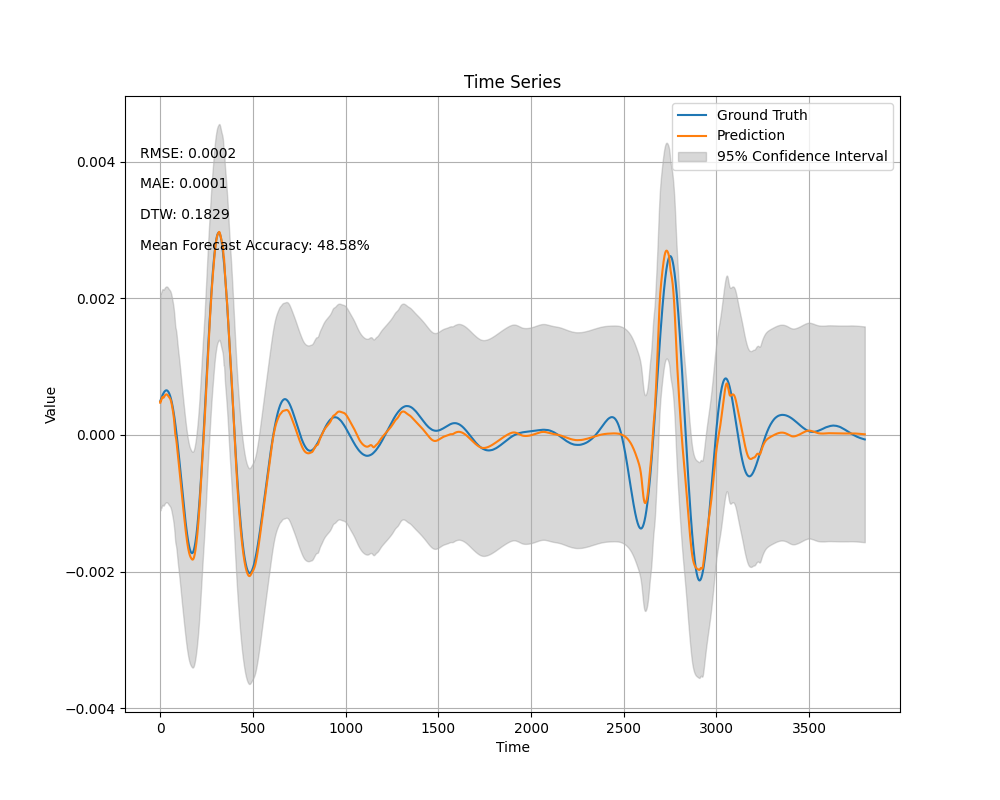 Time Series
Ground Truth
Prediction
95% Confidence Interval
RMSE: 0.0002
MAE: 0.0001
DTW: 0.1829
Mean Forecast Accuracy: 48.58%
Value
0.004
0.002
0.000
−0.002
−0.004
0
500
1000
1500
2000
2500
3000
3500
Time